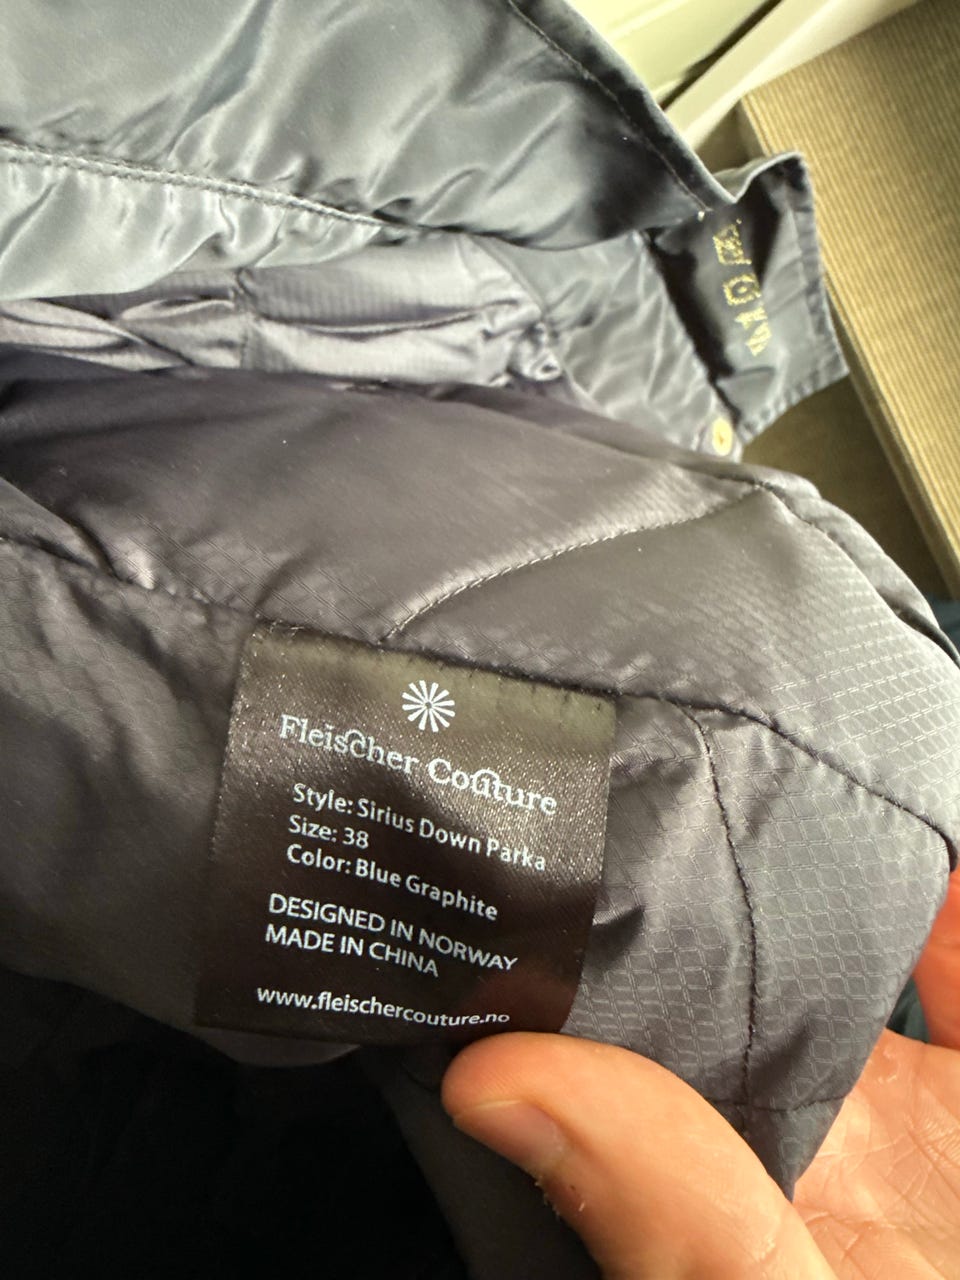 Fleischer Couture
Style: Sirius Down Parka
Size: 38
Color: Blue Graphite
DESIGNED IN NORWAY
MADE IN CHINA
www.fleischercouture.no